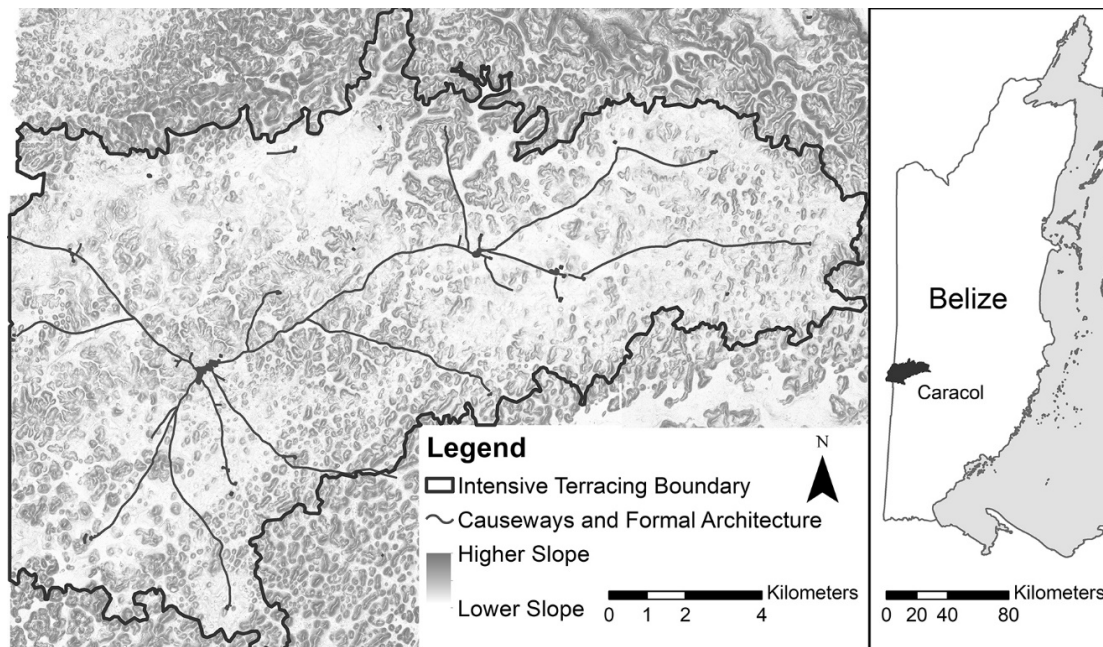 Belize
Caracol
Legend
N
Intensive Terracing Boundary
Causeways and Formal Architecture
Higher Slope
Lower Slope
Kilometers
0 1 2 4
Kilometers
0 20 40 80